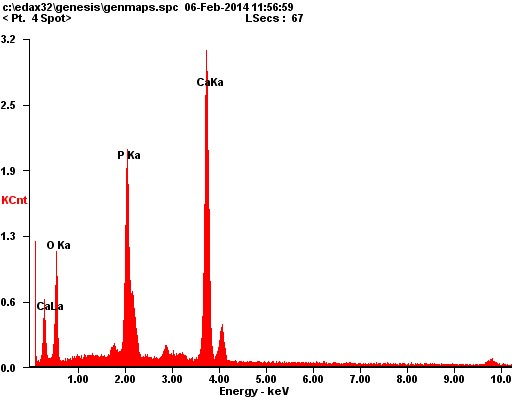 c:\edax32\genesis\genmaps.spc 06-Feb-2014 11:56:59
< Pt. 4 Spot> LSecs : 67
3.2
CaKa
2.5
P Ka
1.9
KCnt
1.3
O Ka
0.6
CaLa
0.0
1.00 2.00 3.00 4.00 5.00 6.00 7.00 8.00 9.00 10.0
Energy - keV